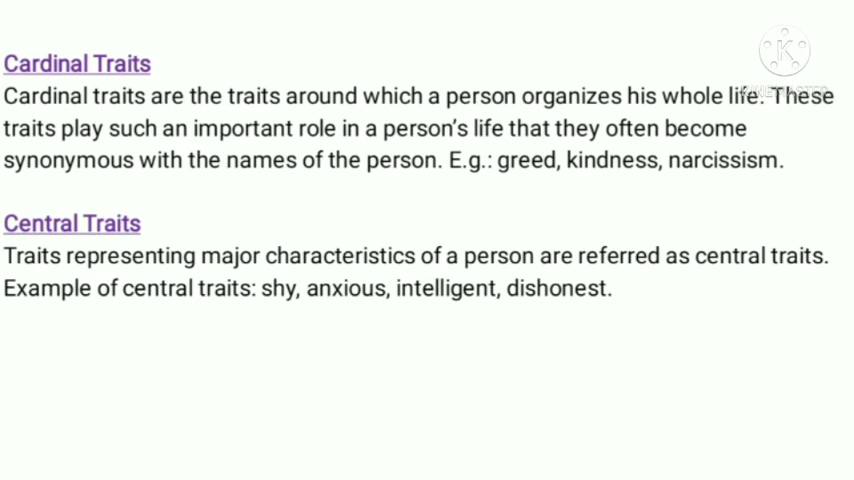 Cardinal Traits
Cardinal traits are the traits around which a person organizes his whole life. These
traits play such an important role in a person's life that they often become
synonymous with the names of the person. E.g.: greed, kindness, narcissism.
Central Traits
Traits representing major characteristics of a person are referred as central traits.
Example of central traits: shy, anxious, intelligent, dishonest.
K
KINEMASTER